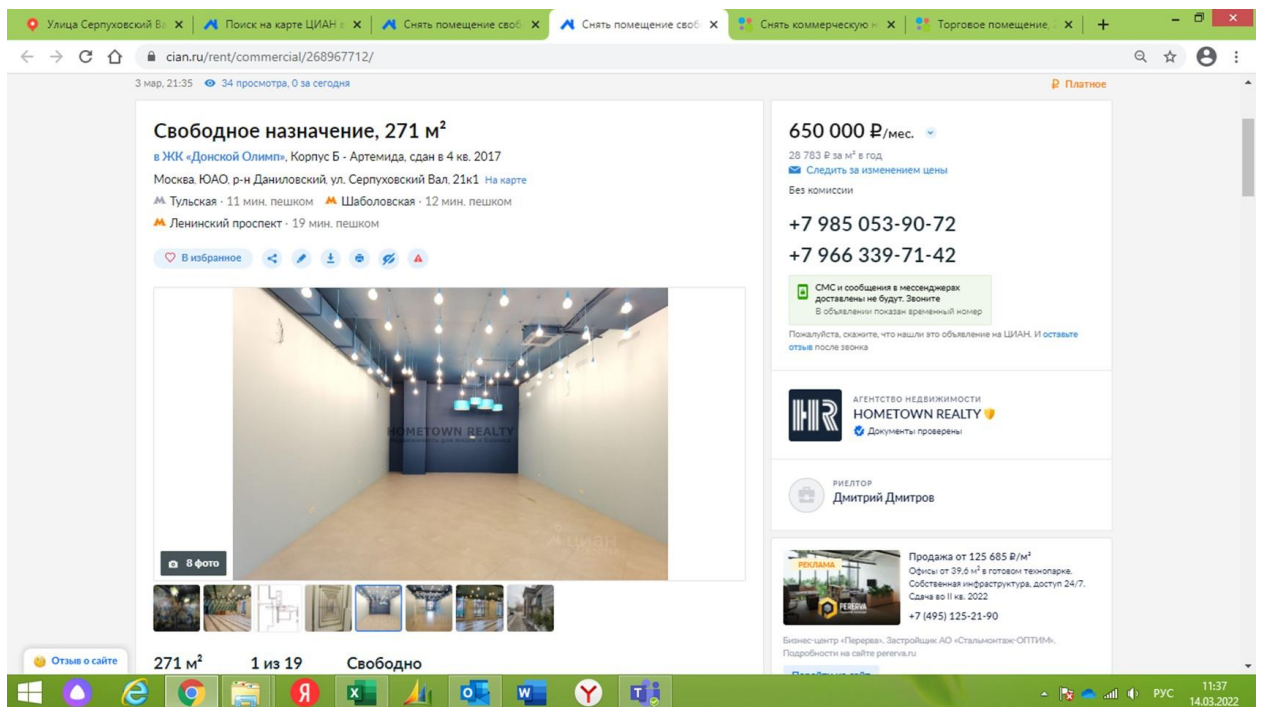 Улица Серпуховский Ва
Поиск на карте ЦИАН
Снять помещение своб
Снять помещение своб
Снять коммерческую н
Торговое помещение, 2
cian.ru/rent/commercial/268967712/
3 мар, 21:35 34 просмотра, 0 за сегодня
₽ Платное
Свободное назначение, 271 м²
в ЖК «Донской Олимп», Корпус Б - Артемида, сдан в 4 кв. 2017
Москва, ЮАО, р-н Даниловский, ул. Серпуховский Вал, 21к1 На карте
Тульская · 11 мин. пешком Шаболовская · 12 мин. пешком
Ленинский проспект · 19 мин. пешком
В избранное
HOMETOWN REALTY
ЦИАН
8 фото
271 м² 1 из 19 Свободно
650 000 ₽/мес.
28 783 ₽ за м² в год
Следить за изменением цены
Без комиссии
+7 985 053-90-72
+7 966 339-71-42
СМС и сообщения в мессенджерах
доставлены не будут. Звоните
В объявлении показан временный номер
Пожалуйста, скажите, что нашли это объявление на ЦИАН. И оставьте
отзыв после звонка
HR
АГЕНТСТВО НЕДВИЖИМОСТИ
HOMETOWN REALTY
Документы проверены
РИЕЛТОР
Дмитрий Дмитров
РЕКЛАМА
PERERVA
Продажа от 125 685 ₽/м²
Офисы от 39,6 м² в готовом технопарке.
Собственная инфраструктура, доступ 24/7.
Сдача во II кв. 2022
+7 (495) 125-21-90
Бизнес-центр «Перерва». Застройщик АО «Стальмонтаж-ОПТИМ».
Подробности на сайте pererva.ru
Перейти на сайт
Отзыв о сайте
РУС
11:37
14.03.2022